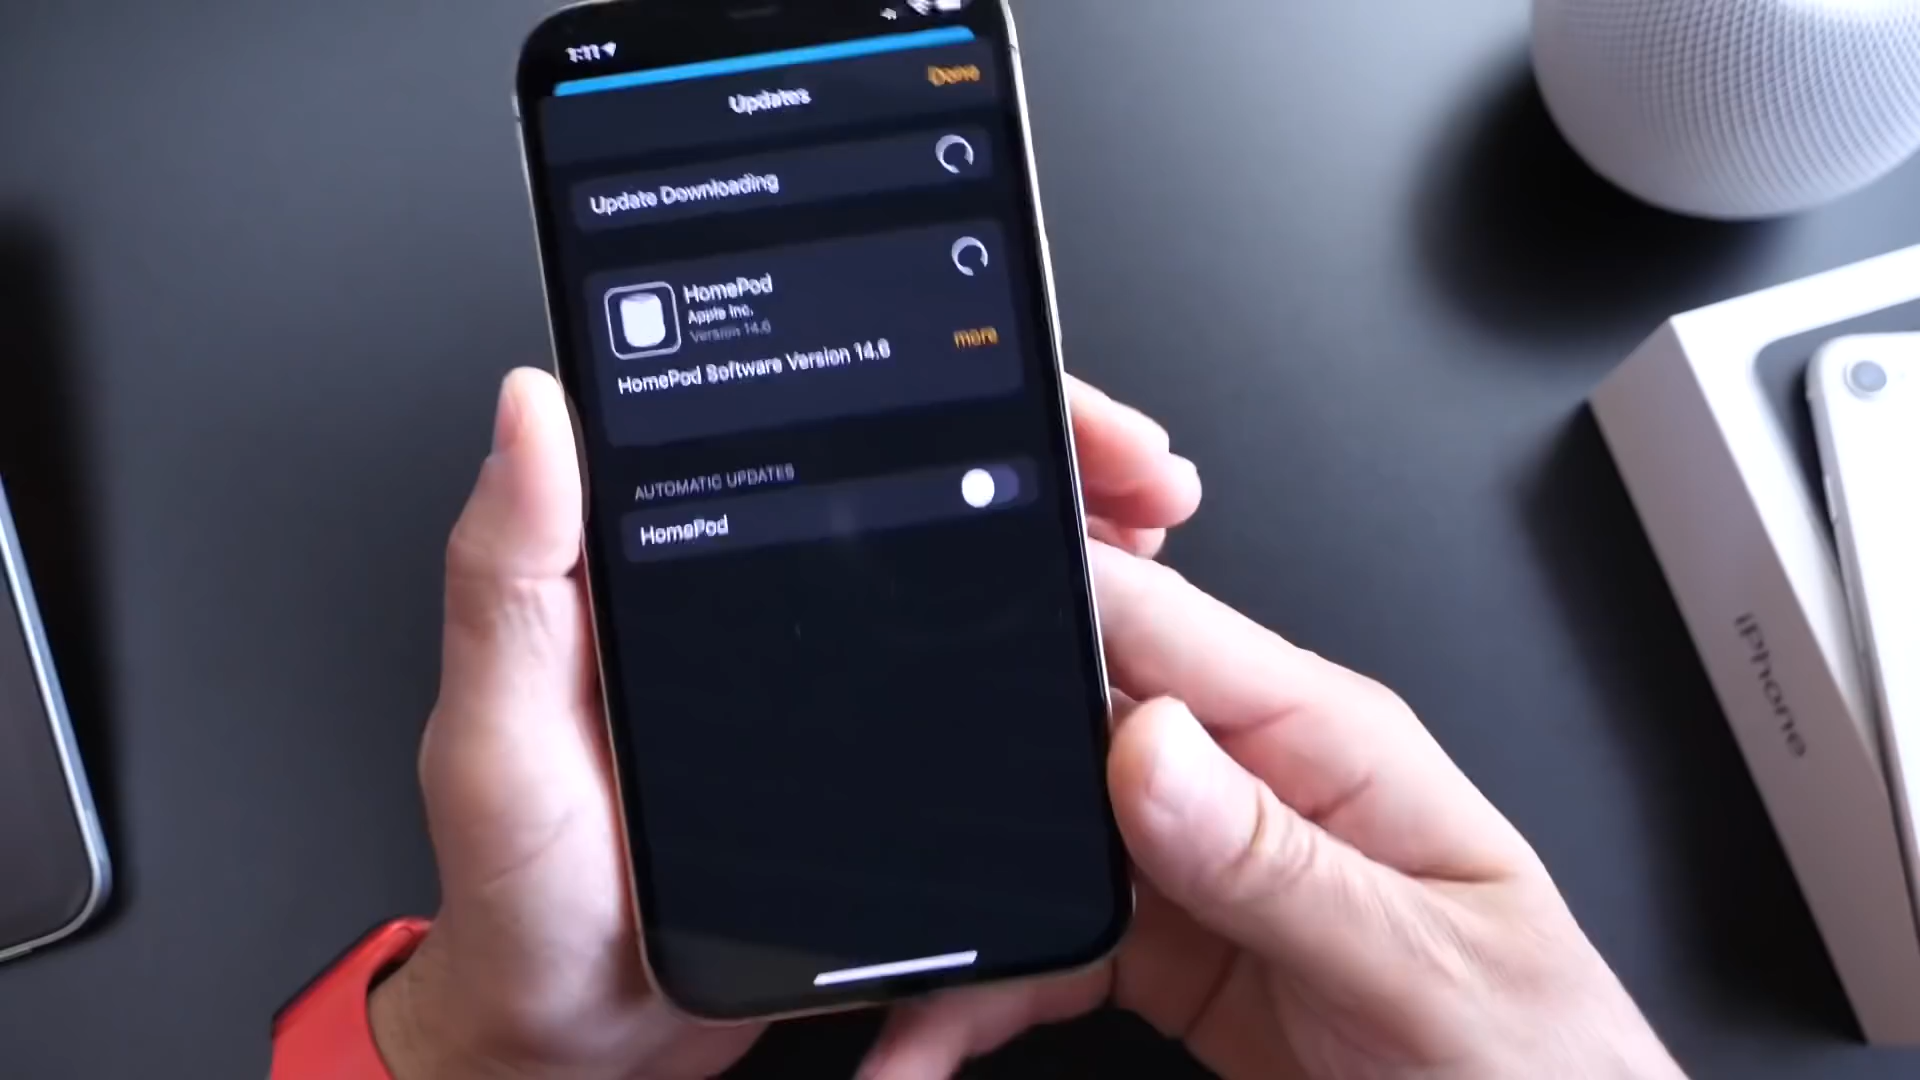 Updates
Done
Update Downloading
HomePod
Apple Inc.
Version 14.6
HomePod Software Version 14.6
more
AUTOMATIC UPDATES
HomePod
iPhone